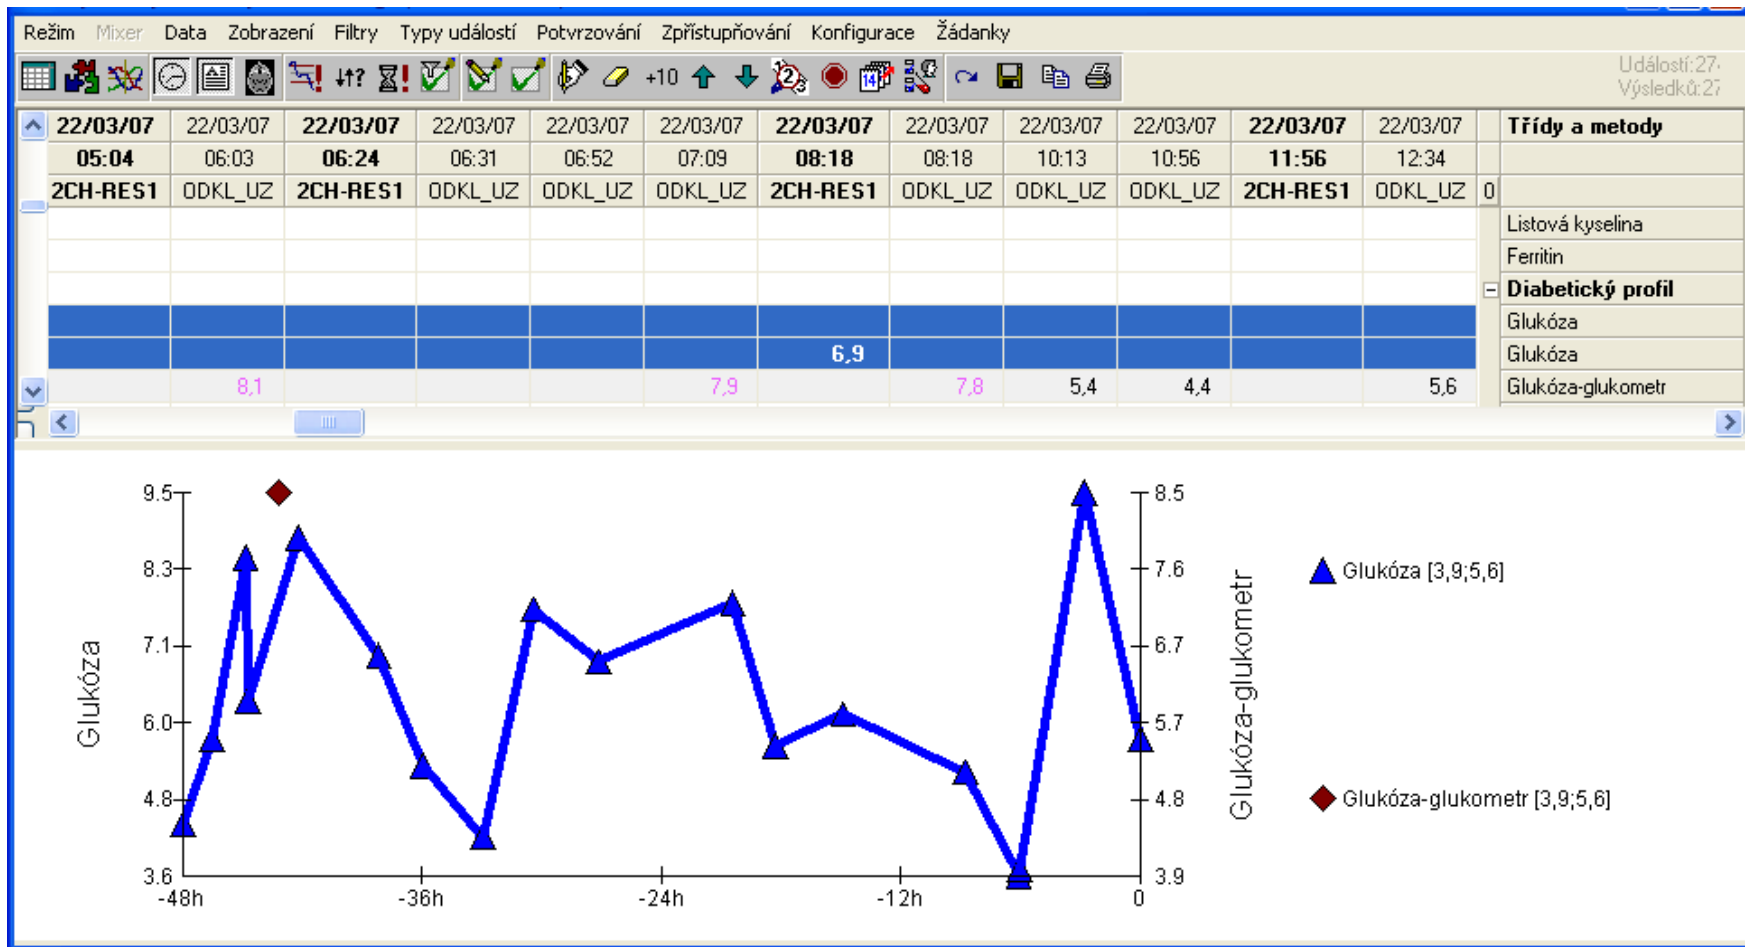 Režim Mixer Data Zobrazení Filtry Typy událostí Potvrzování Zpřístupňování Konfigurace Žádanky
+10 14
Událostí:27
Výsledků:27
22/03/07 22/03/07 22/03/07 22/03/07 22/03/07 22/03/07 22/03/07 22/03/07 22/03/07 22/03/07 22/03/07 22/03/07 Třídy a metody
05:04 06:03 06:24 06:31 06:52 07:09 08:18 08:18 10:13 10:56 11:56 12:34
2CH-RES1 ODKL_UZ 2CH-RES1 ODKL_UZ ODKL_UZ ODKL_UZ 2CH-RES1 ODKL_UZ ODKL_UZ ODKL_UZ 2CH-RES1 ODKL_UZ 0
Listová kyselina
Ferritin
Diabetický profil
Glukóza
6,9 Glukóza
8,1 7,9 7,8 5,4 4,4 5,6 Glukóza-glukometr
9.5 8.5
8.3 7.6
7.1 6.7
6.0 5.7
4.8 4.8
3.6 3.9
-48h -36h -24h -12h 0
Glukóza
Glukóza-glukometr
Glukóza [3,9;5,6]
Glukóza-glukometr [3,9;5,6]